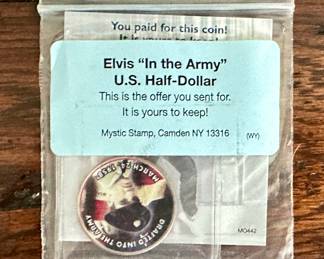 You paid for this coin!
It is yours to keep!
Elvis “In the Army”
U.S. Half-Dollar
This is the offer you sent for.
It is yours to keep!
Mystic Stamp, Camden NY 13316 (WY)
MARCH 24, 1958
DRAFTED INTO THE ARMY
MO442